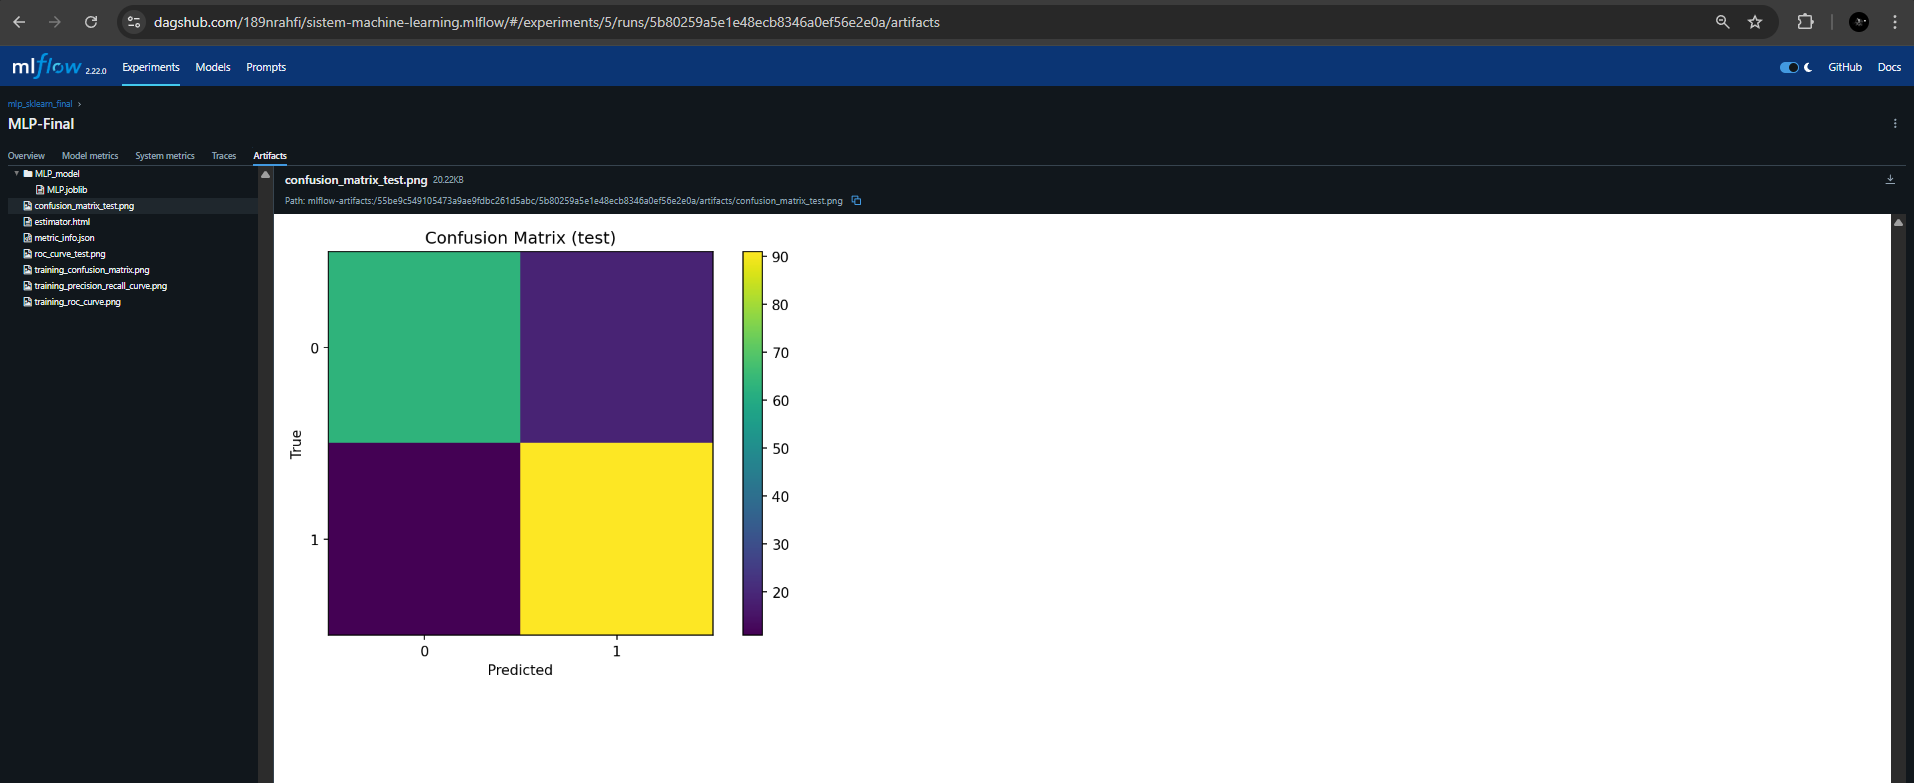 dagshub.com/189nrahfi/sistem-machine-learning.mlflow/#/experiments/5/runs/5b80259a5e1e48ecb8346a0ef56e2e0a/artifacts
mlflow 2.22.0 Experiments Models Prompts GitHub Docs
mlp_sklearn_final ›
MLP-Final
Overview Model metrics System metrics Traces Artifacts
MLP_model
MLP.joblib
confusion_matrix_test.png
estimator.html
metric_info.json
roc_curve_test.png
training_confusion_matrix.png
training_precision_recall_curve.png
training_roc_curve.png
confusion_matrix_test.png 20.22KB
Path: mlflow-artifacts:/55be9c549105473a9ae9fdbc261d5abc/5b80259a5e1e48ecb8346a0ef56e2e0a/artifacts/confusion_matrix_test.png
Confusion Matrix (test)
0
1
True
0 1
Predicted
90
80
70
60
50
40
30
20